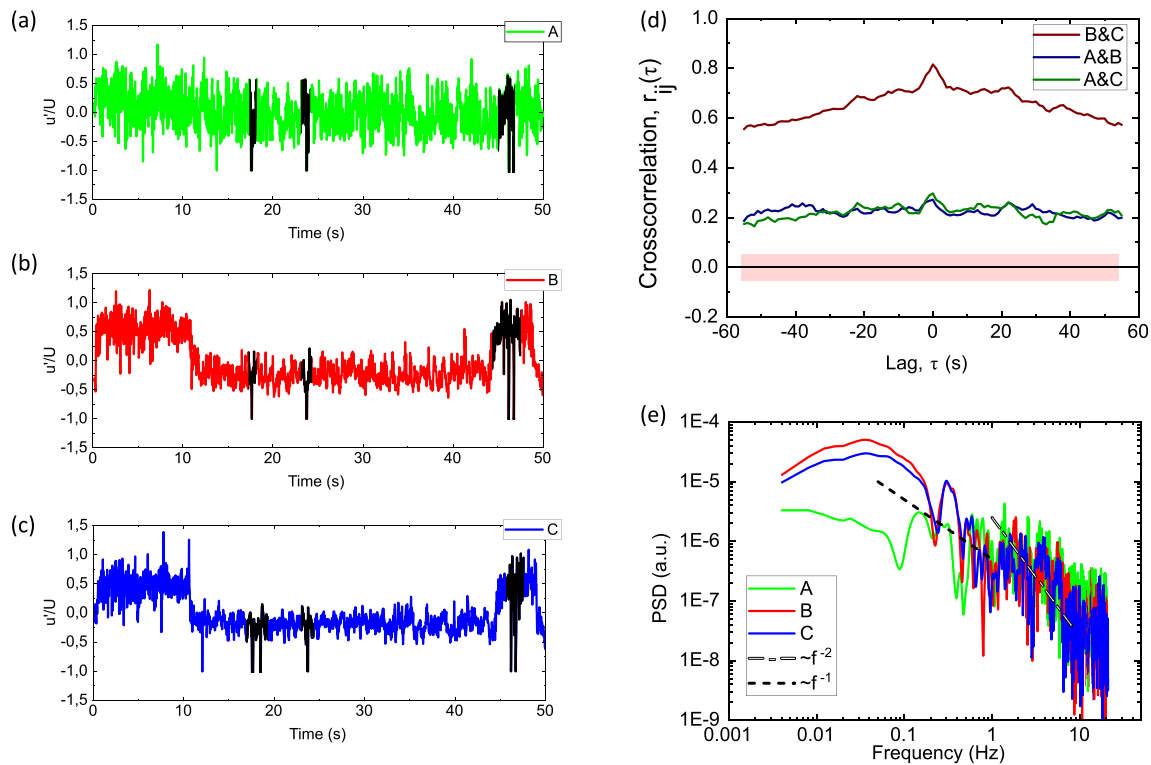 (a)
1.5
1.0
0.5
0.0
-0.5
-1.0
-1.5
u'/U
A
0 10 20 30 40 50
Time (s)
(b)
1,5
1,0
0,5
0,0
-0,5
-1,0
-1,5
u'/U
B
0 10 20 30 40 50
Time (s)
(c)
1,5
1,0
0,5
0,0
-0,5
-1,0
-1,5
u'/U
C
0 10 20 30 40 50
Time (s)
(d)
1.0
0.8
0.6
0.4
0.2
0.0
-0.2
Crosscorrelation, r_ij(τ)
B&C
A&B
A&C
-60 -40 -20 0 20 40 60
Lag, τ (s)
(e)
1E-4
1E-5
1E-6
1E-7
1E-8
1E-9
PSD (a.u.)
A
B
C
~f^-2
~f^-1
0.001 0.01 0.1 1 10
Frequency (Hz)